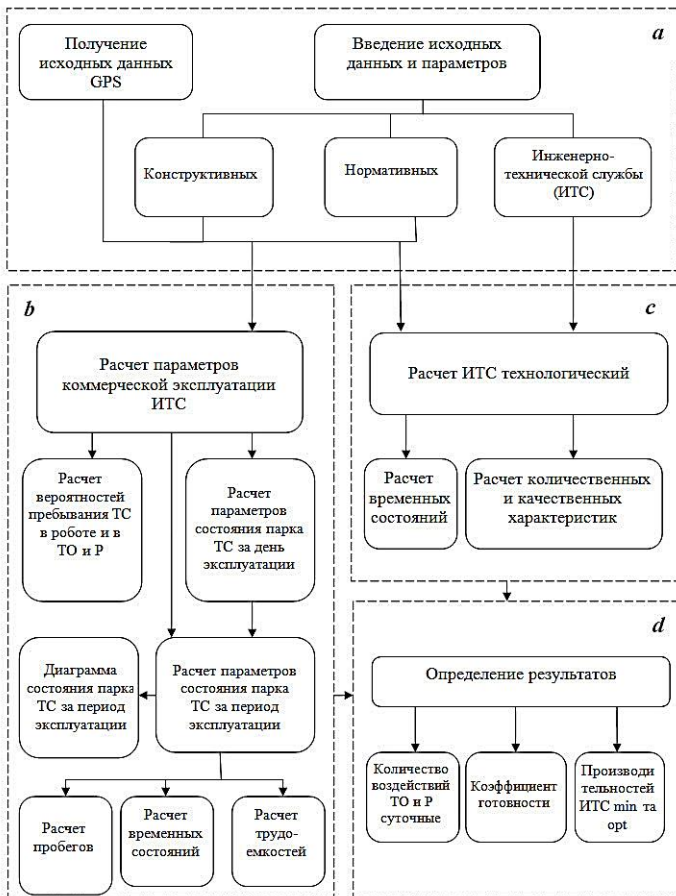 a
Получение
исходных данных
GPS
Введение исходных
данных и параметров
Конструктивных
Нормативных
Инженерно-
технической службы
(ИТС)
b
Расчет параметров
коммерческой эксплуатации
ИТС
Расчет
вероятностей
пребывания ТС
в роботе и в
ТО и Р
Расчет
параметров
состояния парка
ТС за день
эксплуатации
Диаграмма
состояния парка
ТС за период
эксплуатации
Расчет параметров
состояния парка
ТС за период
эксплуатации
Расчет
пробегов
Расчет
временных
состояний
Расчет
трудо-
емкостей
c
Расчет ИТС технологический
Расчет
временных
состояний
Расчет количественных
и качественных
характеристик
d
Определение результатов
Количество
воздействий
ТО и Р
суточные
Коэффициент
готовности
Производи
тельностей
ИТС min та
opt